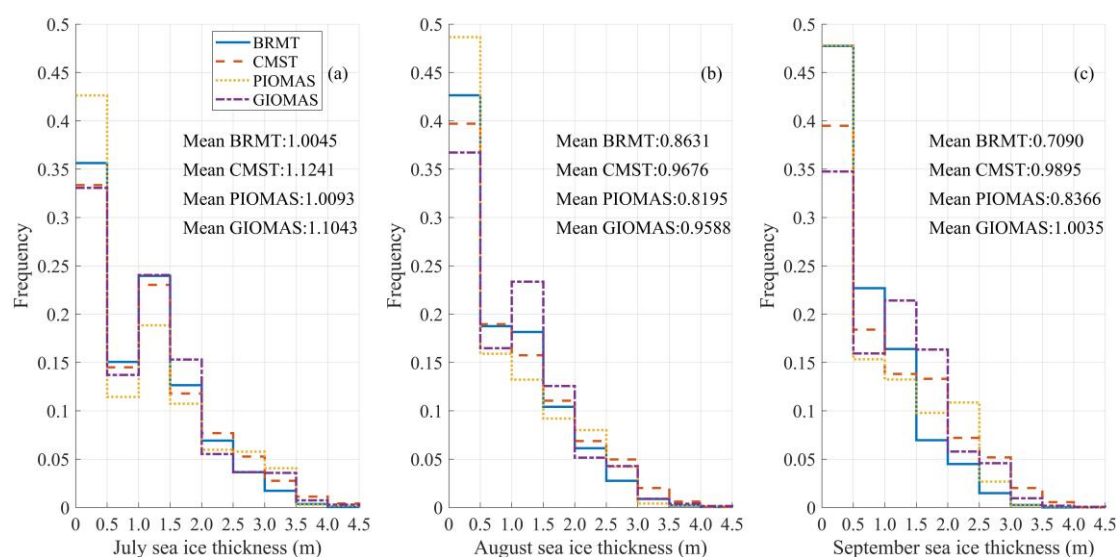 0.5
0.45
0.4
0.35
0.3
0.25
0.2
0.15
0.1
0.05
0
Frequency
BRMT
CMST
PIOMAS
GIOMAS
(a)
Mean BRMT:1.0045
Mean CMST:1.1241
Mean PIOMAS:1.0093
Mean GIOMAS:1.1043
0 0.5 1.0 1.5 2.0 2.5 3.0 3.5 4.0 4.5
July sea ice thickness (m)
0.5
0.45
0.4
0.35
0.3
0.25
0.2
0.15
0.1
0.05
0
Frequency
(b)
Mean BRMT:0.8631
Mean CMST:0.9676
Mean PIOMAS:0.8195
Mean GIOMAS:0.9588
0 0.5 1.0 1.5 2.0 2.5 3.0 3.5 4.0 4.5
August sea ice thickness (m)
0.5
0.45
0.4
0.35
0.3
0.25
0.2
0.15
0.1
0.05
0
Frequency
(c)
Mean BRMT:0.7090
Mean CMST:0.9895
Mean PIOMAS:0.8366
Mean GIOMAS:1.0035
0 0.5 1.0 1.5 2.0 2.5 3.0 3.5 4.0 4.5
September sea ice thickness (m)